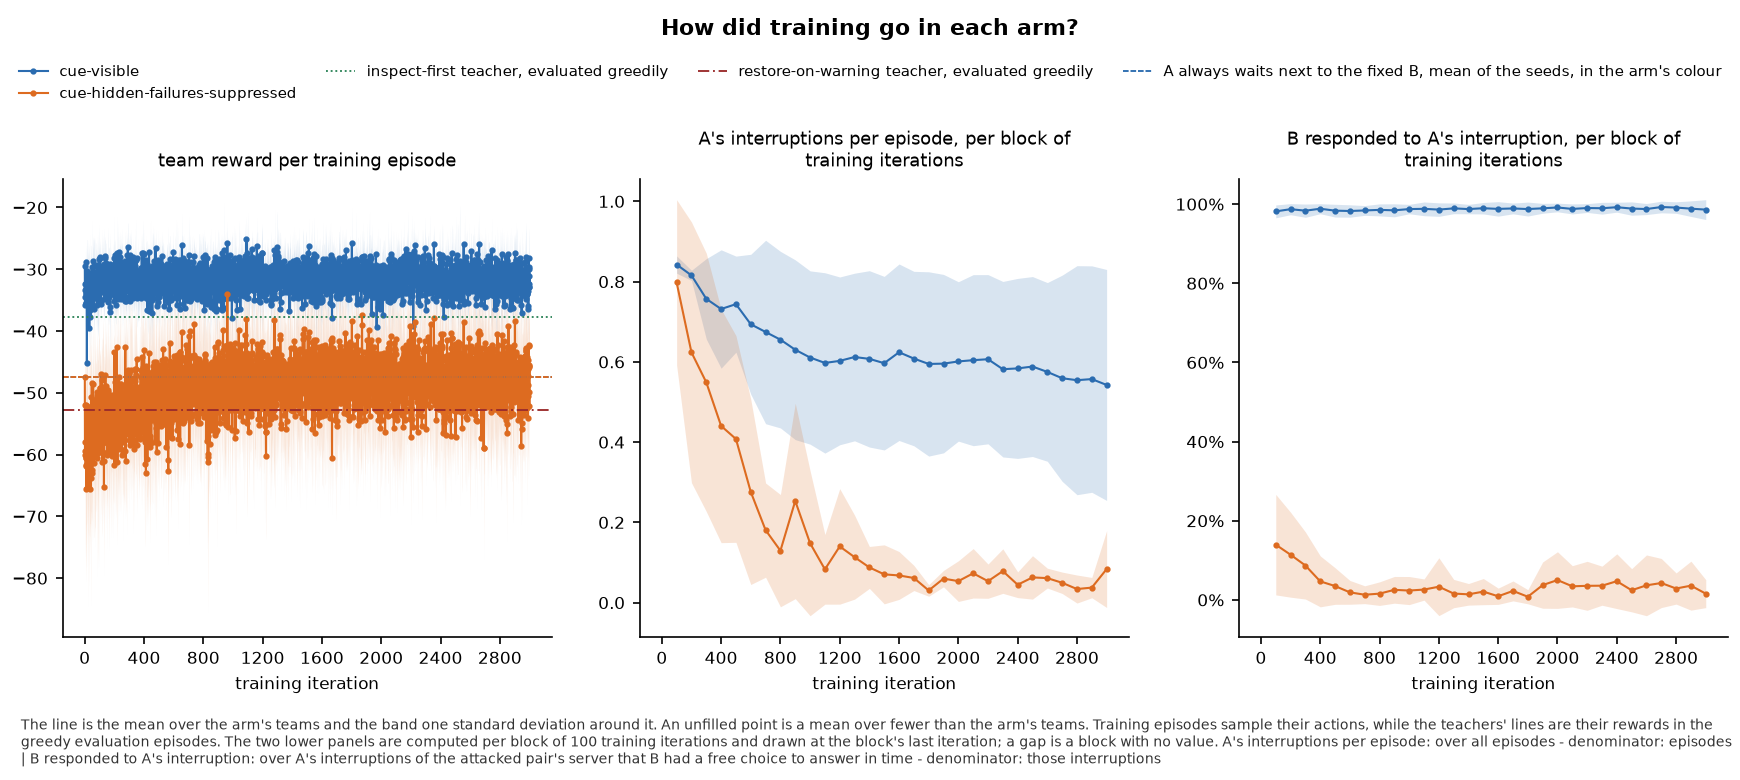 How did training go in each arm?
cue-visible
cue-hidden-failures-suppressed
inspect-first teacher, evaluated greedily
restore-on-warning teacher, evaluated greedily
A always waits next to the fixed B, mean of the seeds, in the arm's colour
team reward per training episode
−20
−30
−40
−50
−60
−70
−80
0 400 800 1200 1600 2000 2400 2800
training iteration
A's interruptions per episode, per block of
training iterations
1.0
0.8
0.6
0.4
0.2
0.0
0 400 800 1200 1600 2000 2400 2800
training iteration
B responded to A's interruption, per block of
training iterations
100%
80%
60%
40%
20%
0%
0 400 800 1200 1600 2000 2400 2800
training iteration
The line is the mean over the arm's teams and the band one standard deviation around it. An unfilled point is a mean over fewer than the arm's teams. Training episodes sample their actions, while the teachers' lines are their rewards in the
greedy evaluation episodes. The two lower panels are computed per block of 100 training iterations and drawn at the block's last iteration; a gap is a block with no value. A's interruptions per episode: over all episodes - denominator: episodes
| B responded to A's interruption: over A's interruptions of the attacked pair's server that B had a free choice to answer in time - denominator: those interruptions